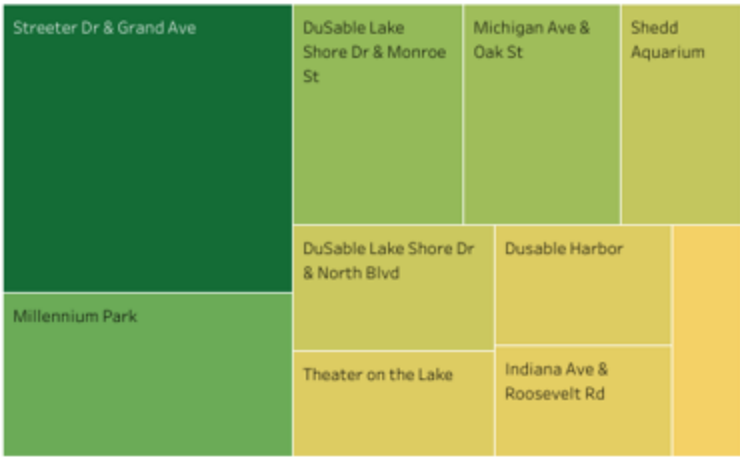 Streeter Dr & Grand Ave
DuSable Lake
Shore Dr & Monroe
St
Michigan Ave &
Oak St
Shedd
Aquarium
Millennium Park
DuSable Lake Shore Dr
& North Blvd
Dusable Harbor
Theater on the Lake
Indiana Ave &
Roosevelt Rd